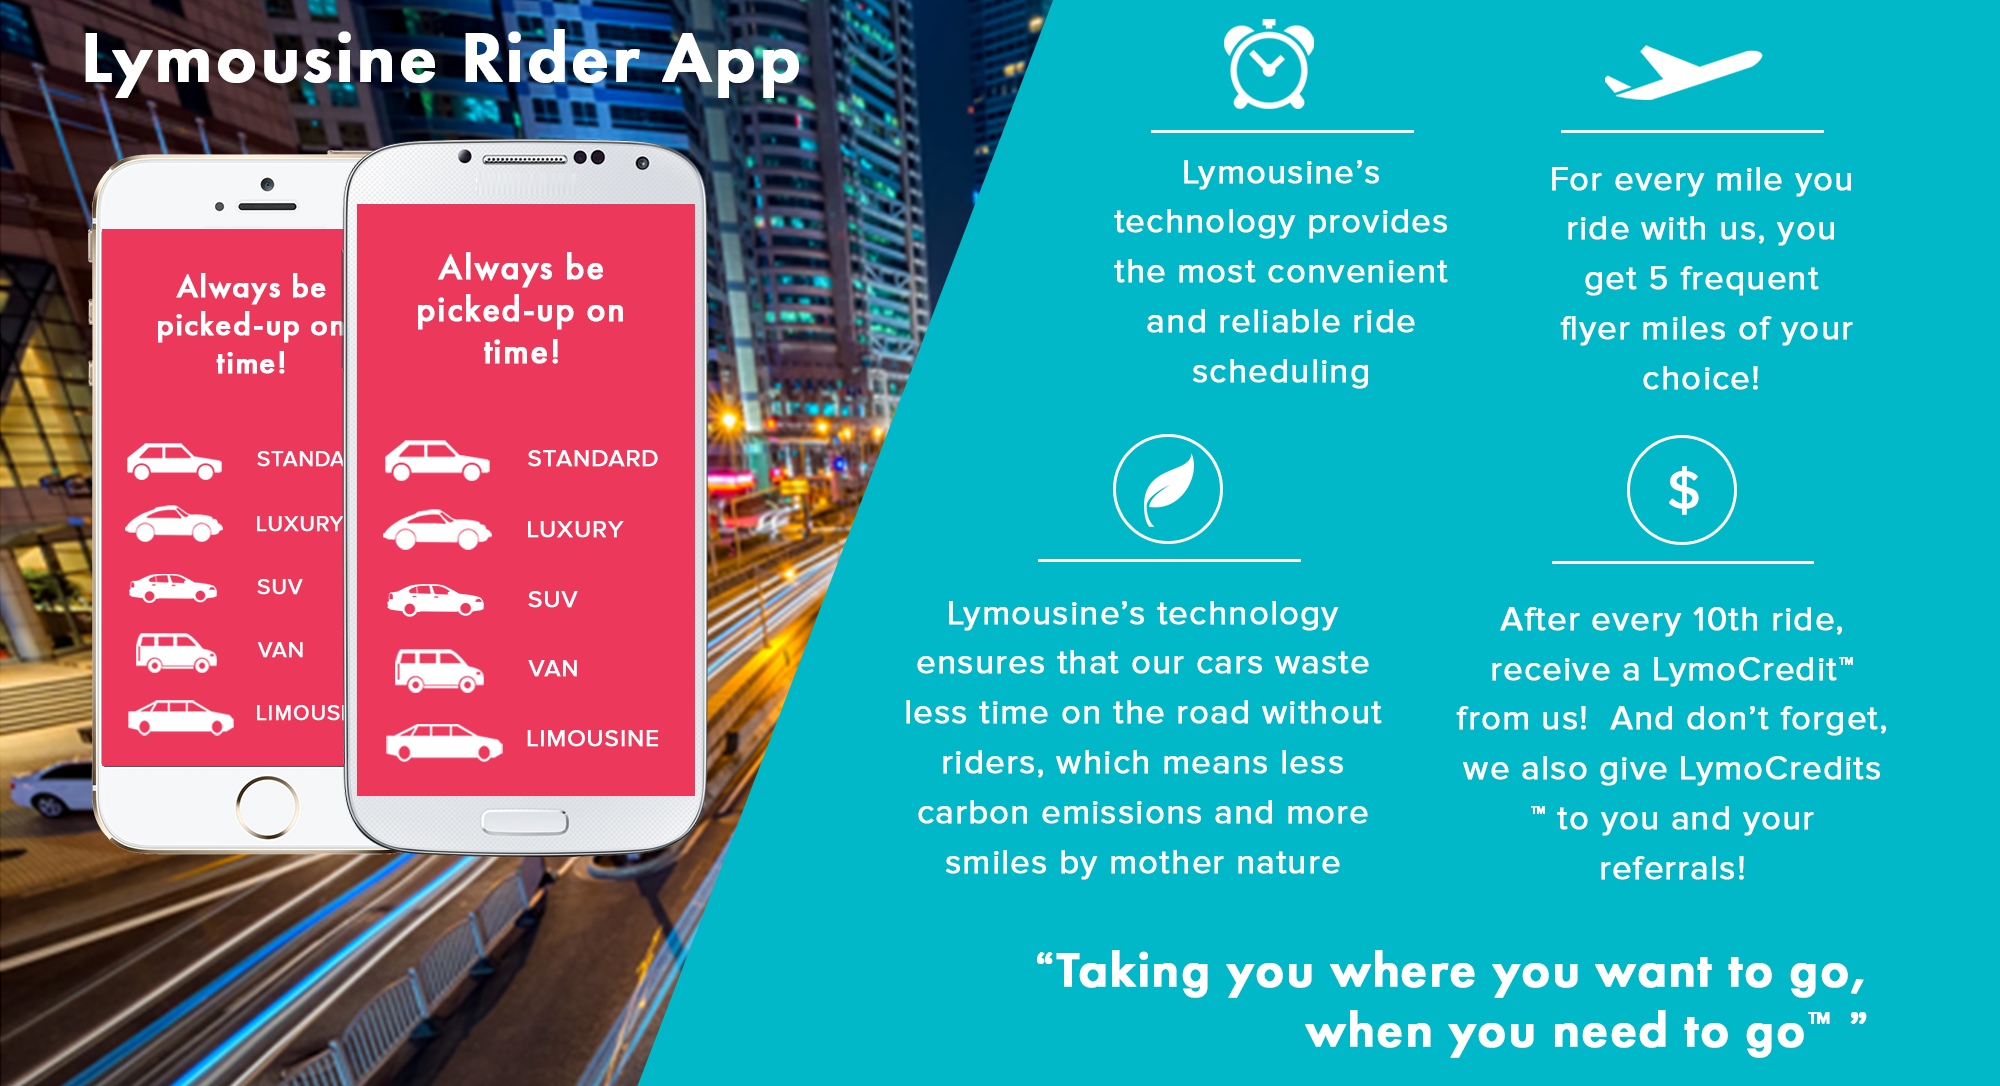 Lymousine Rider App
Always be
picked-up on
time!
STANDA
LUXURY
SUV
VAN
LIMOUSI
Always be
picked-up on
time!
STANDARD
LUXURY
SUV
VAN
LIMOUSINE
Lymousine’s
technology provides
the most convenient
and reliable ride
scheduling
For every mile you
ride with us, you
get 5 frequent
flyer miles of your
choice!
Lymousine’s technology
ensures that our cars waste
less time on the road without
riders, which means less
carbon emissions and more
smiles by mother nature
$
After every 10th ride,
receive a LymoCredit™
from us!  And don’t forget,
we also give LymoCredits
™ to you and your
referrals!
“Taking you where you want to go,
when you need to go™ ”